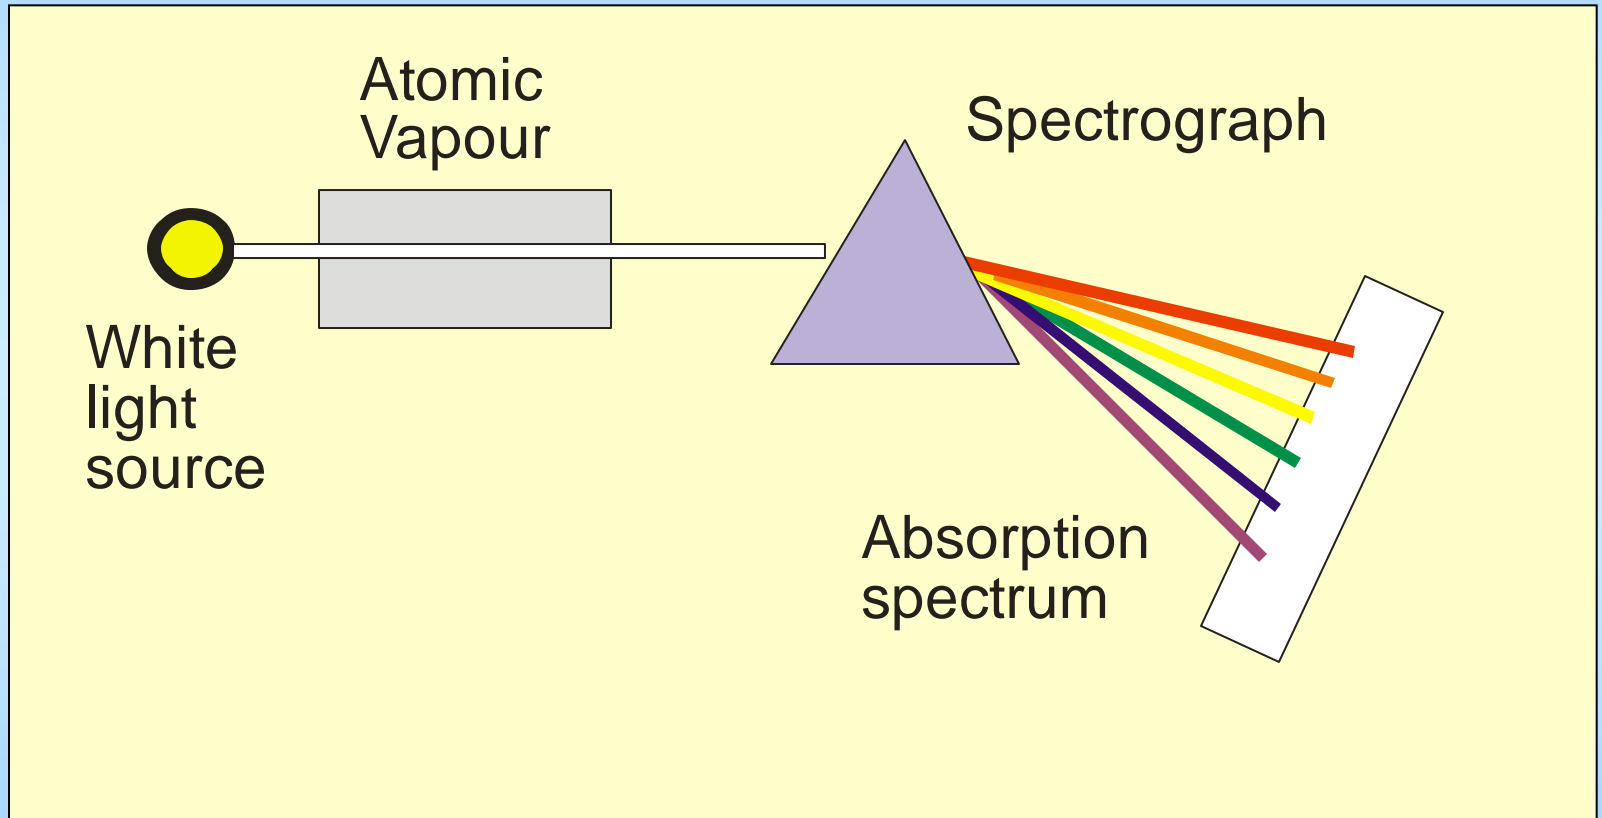 Atomic
Vapour
Spectrograph
White
light
source
Absorption
spectrum